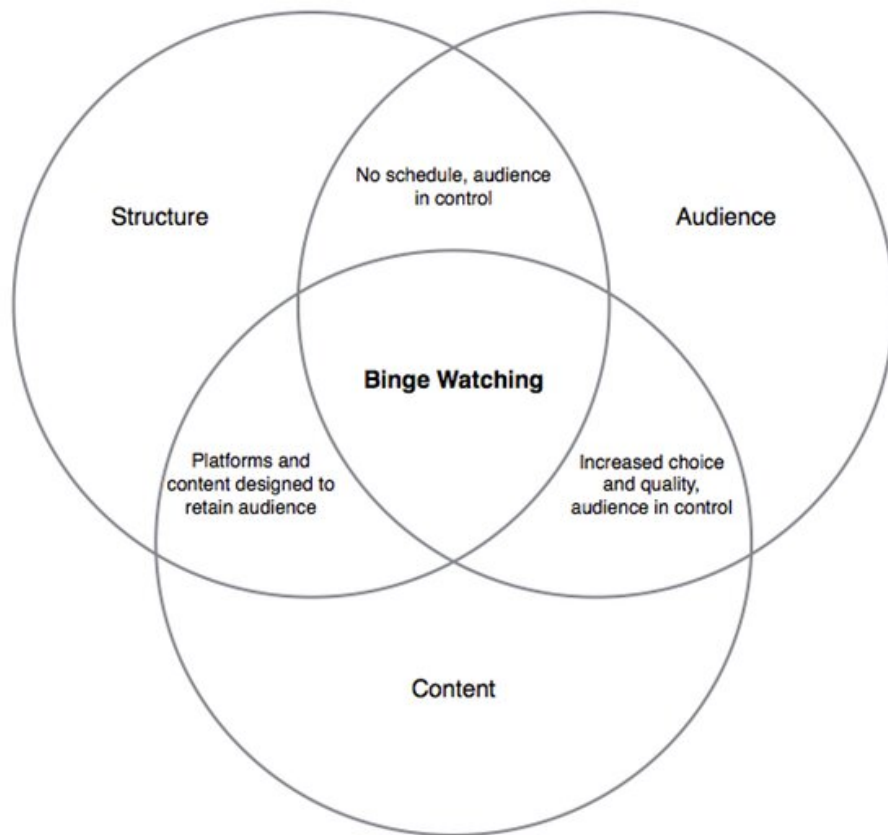 No schedule, audience
in control
Structure
Audience
Binge Watching
Platforms and
content designed to
retain audience
Increased choice
and quality,
audience in control
Content